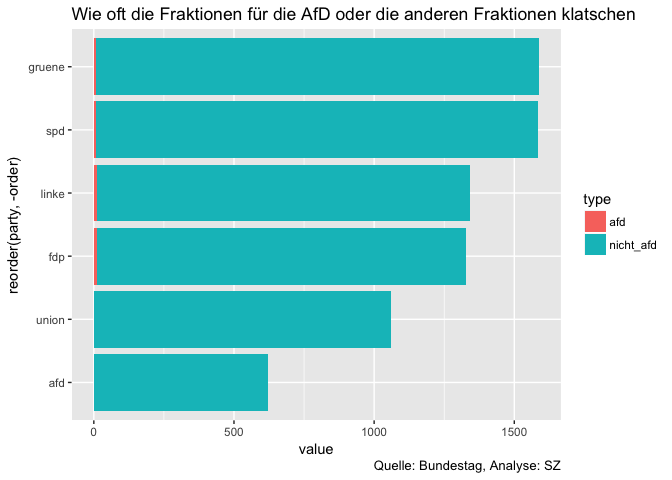 Wie oft die Fraktionen für die AfD oder die anderen Fraktionen klatschen
reorder(party, -order)
gruene
spd
linke
fdp
union
afd
0 500 1000 1500
value
type
afd
nicht_afd
Quelle: Bundestag, Analyse: SZ